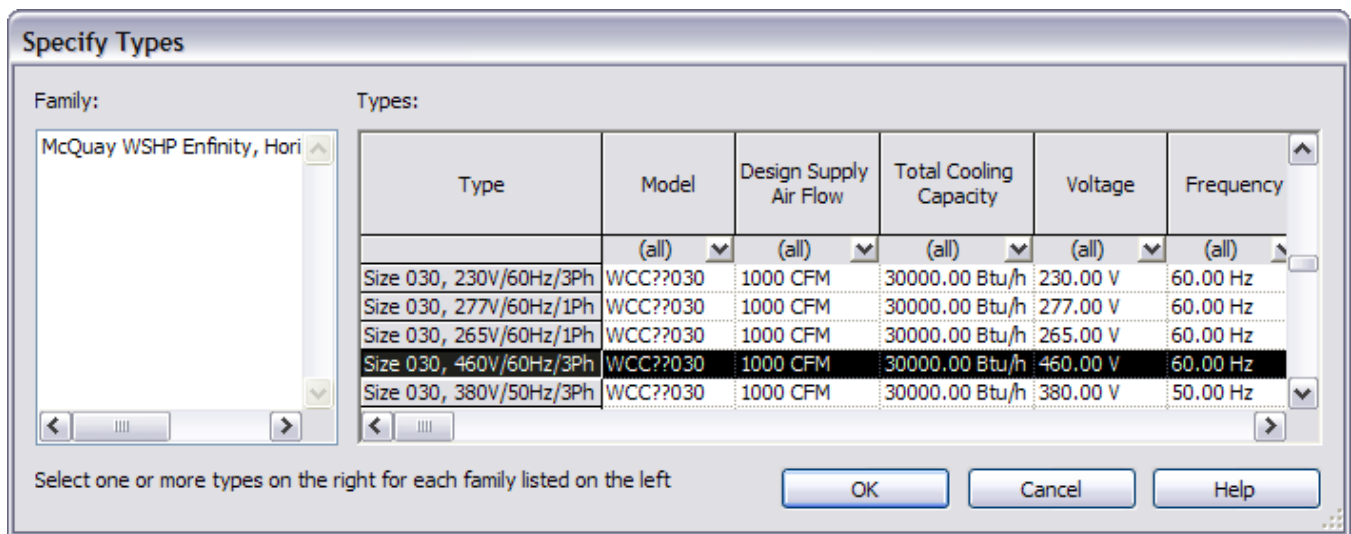 Specify Types
Family:
Types:
McQuay WSHP Enfinity, Hori
Type Model Design Supply Air Flow Total Cooling Capacity Voltage Frequency
(all) (all) (all) (all) (all)
Size 030, 230V/60Hz/3Ph WCC??030 1000 CFM 30000.00 Btu/h 230.00 V 60.00 Hz
Size 030, 277V/60Hz/1Ph WCC??030 1000 CFM 30000.00 Btu/h 277.00 V 60.00 Hz
Size 030, 265V/60Hz/1Ph WCC??030 1000 CFM 30000.00 Btu/h 265.00 V 60.00 Hz
Size 030, 460V/60Hz/3Ph WCC??030 1000 CFM 30000.00 Btu/h 460.00 V 60.00 Hz
Size 030, 380V/50Hz/3Ph WCC??030 1000 CFM 30000.00 Btu/h 380.00 V 50.00 Hz
Select one or more types on the right for each family listed on the left
OK Cancel Help